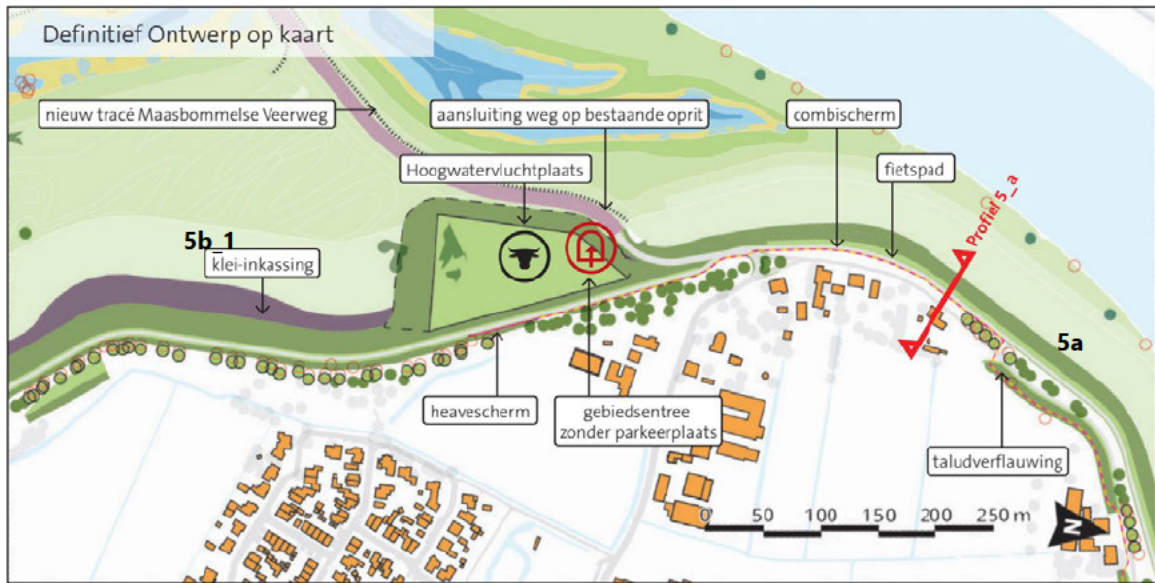 Definitief Ontwerp op kaart
nieuw tracé Maasbommelse Veerweg
aansluiting weg op bestaande oprit
combischerm
Hoogwatervluchtplaats
fietspad
Profiel 5_a
5b_1
klei-inkassing
5a
heavescherm
gebiedsentree
zonder parkeerplaats
taludverflauwing
0 50 100 150 200 250 m
N